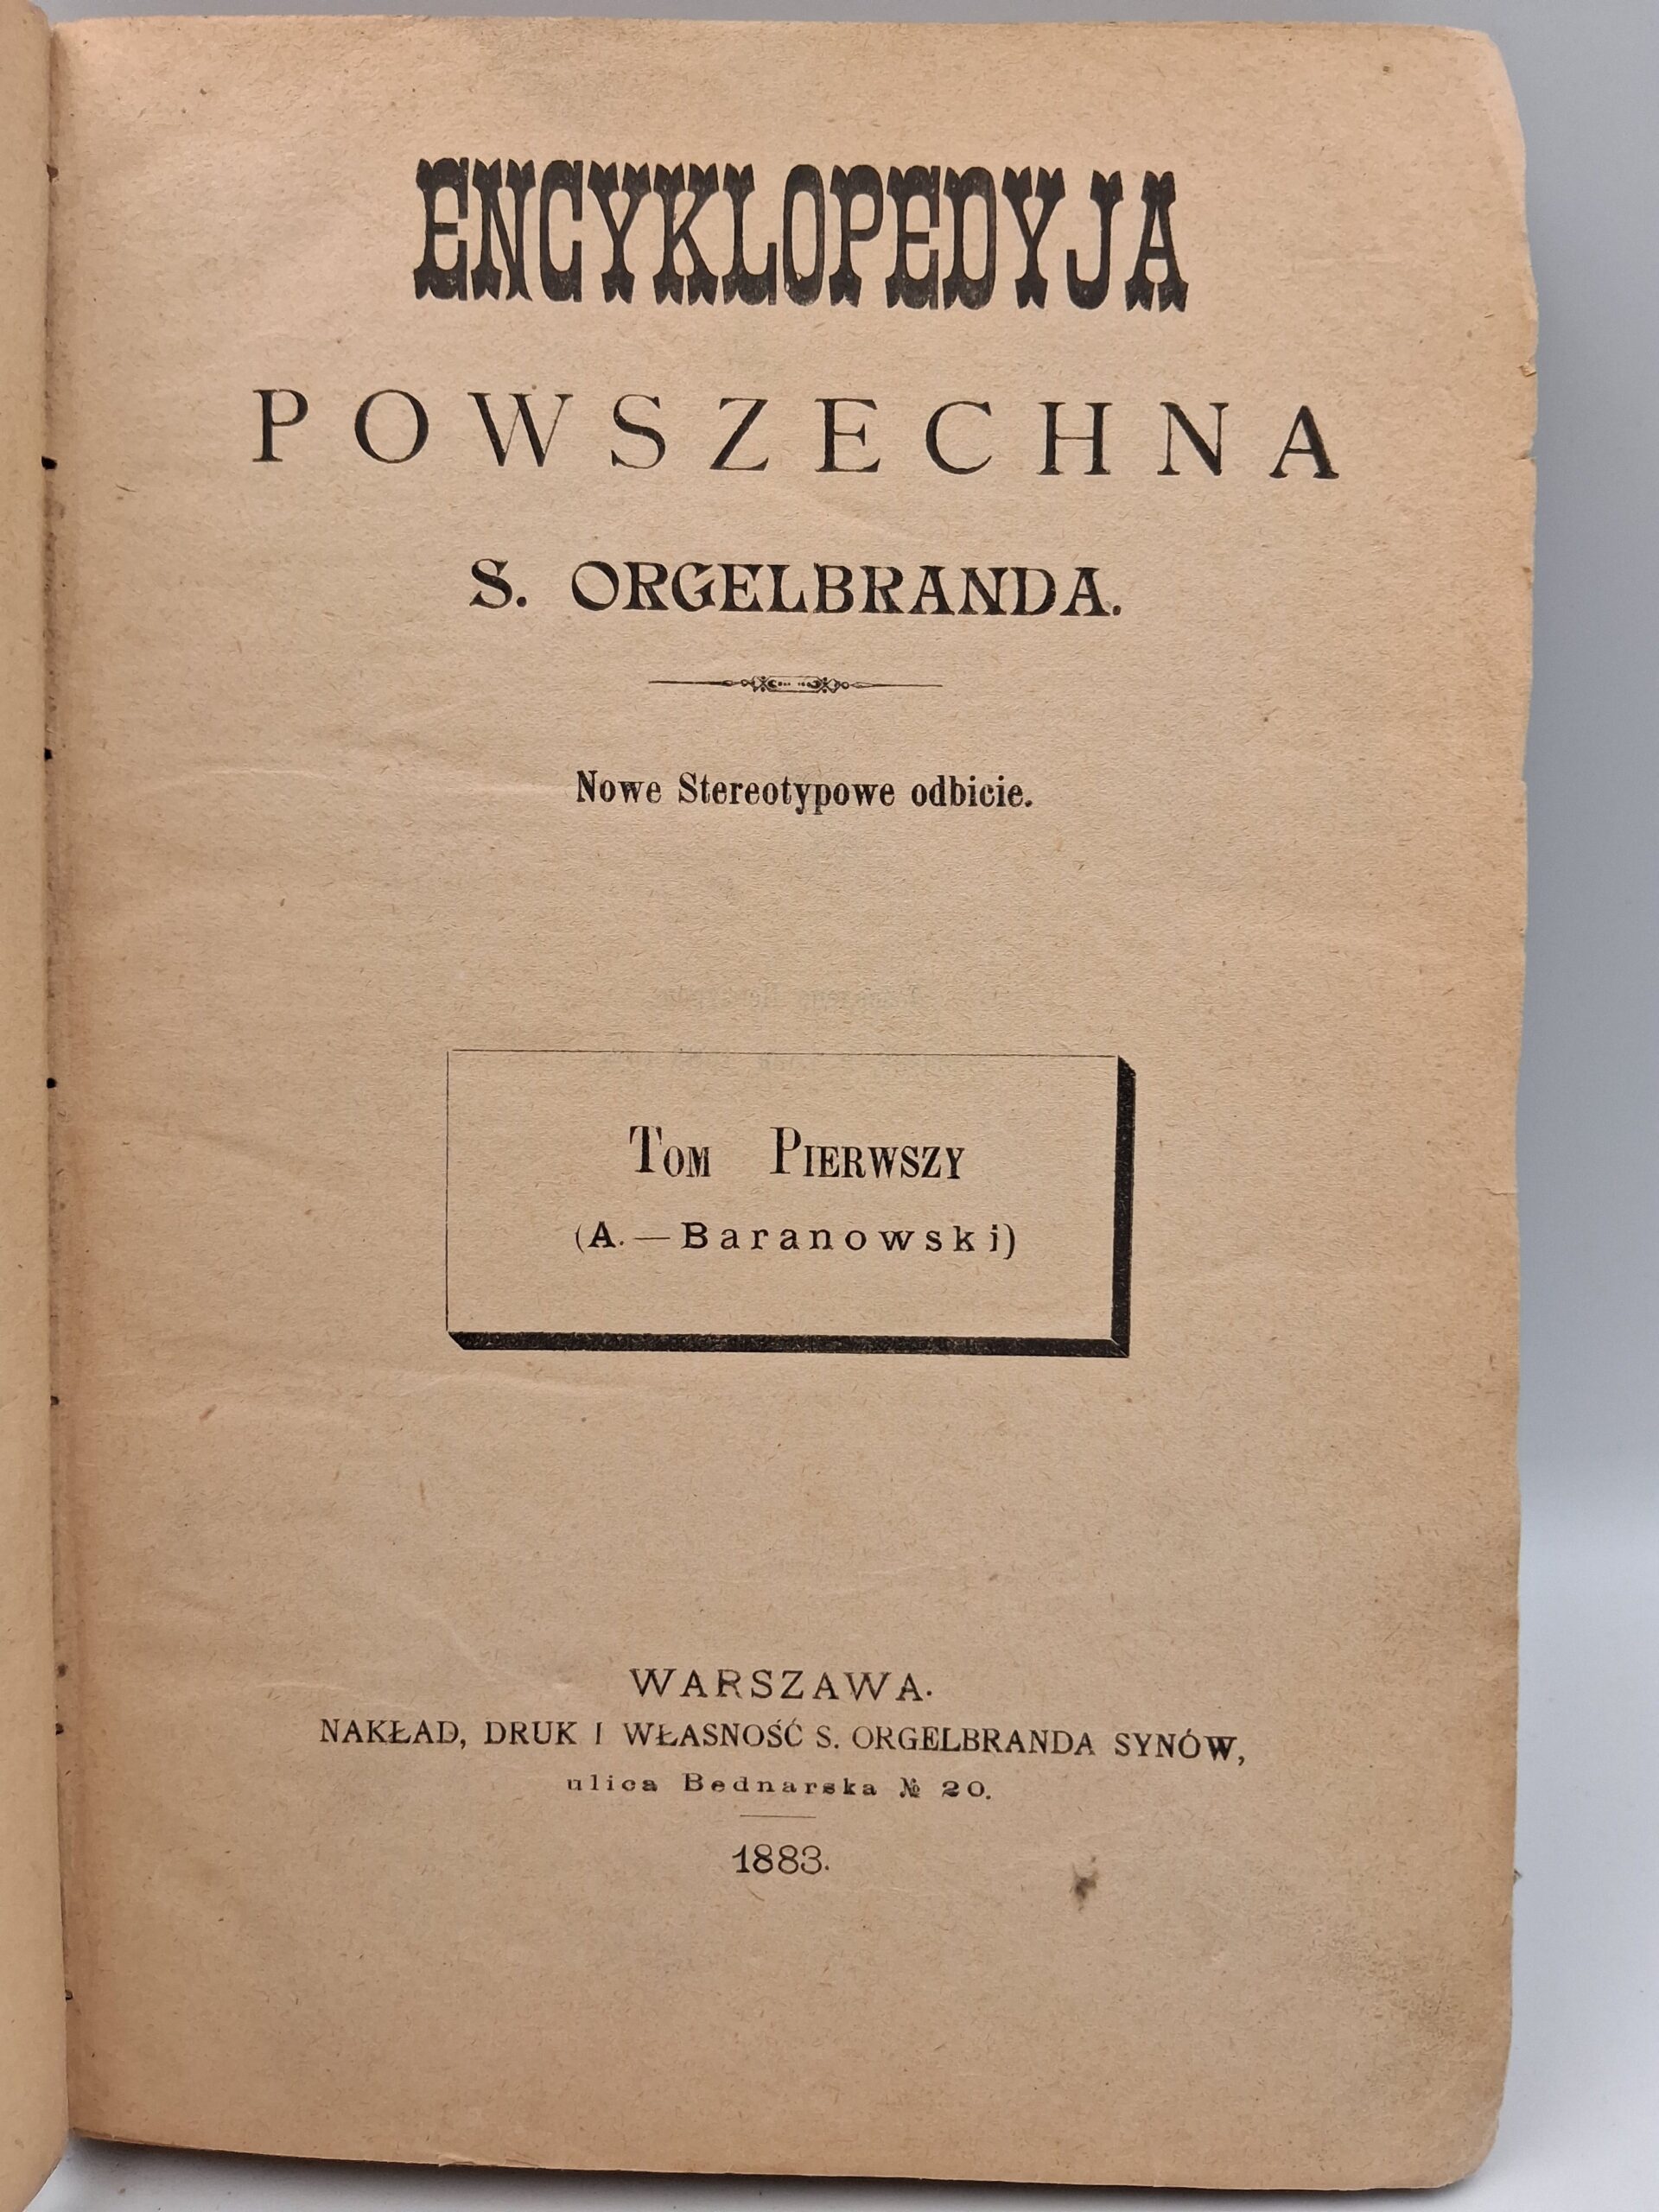 ENCYKLOPEDYJA
POWSZECHNA
S. ORGELBRANDA.
Nowe Stereotypowe odbicie.
Tom Pierwszy
(A.—Baranowski)
WARSZAWA.
NAKŁAD, DRUK I WŁASNOŚĆ S. ORGELBRANDA SYNÓW,
ulica Bednarska № 20.
1883.